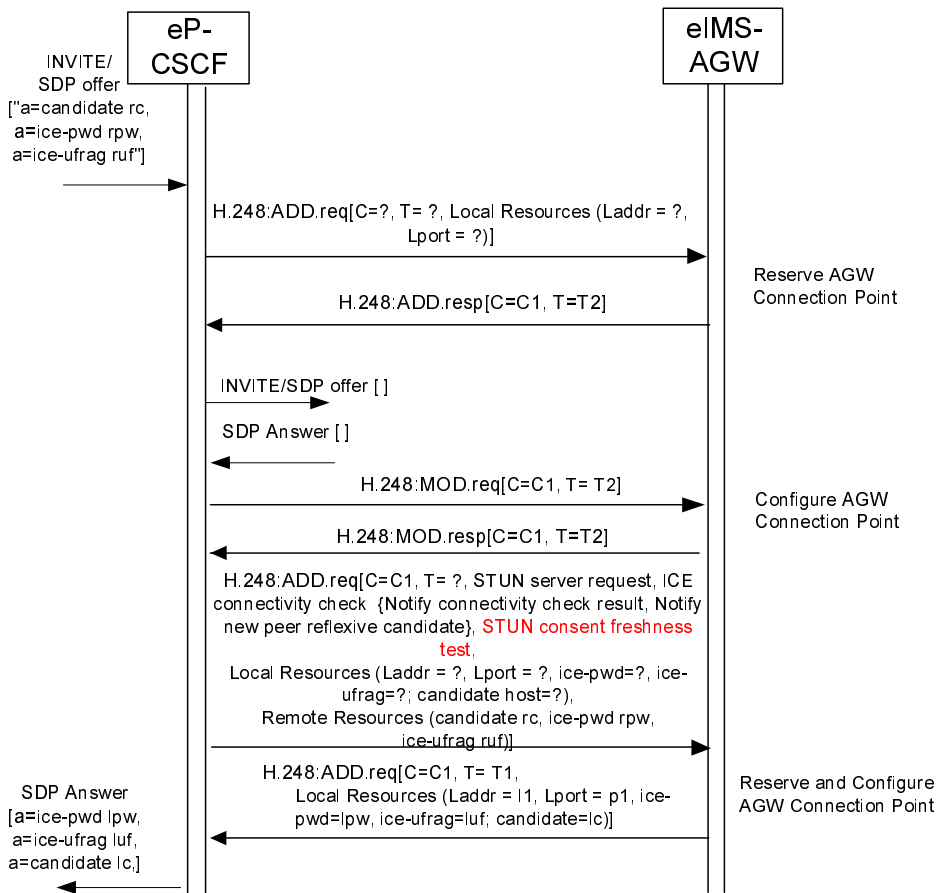 eP-
CSCF
eIMS-
AGW
INVITE/
SDP offer
["a=candidate rc,
a=ice-pwd rpw,
a=ice-ufrag ruf"]
H.248:ADD.req[C=?, T= ?, Local Resources (Laddr = ?,
Lport = ?)]
Reserve AGW
Connection Point
H.248:ADD.resp[C=C1, T=T2]
INVITE/SDP offer [ ]
SDP Answer [ ]
H.248:MOD.req[C=C1, T= T2]
Configure AGW
Connection Point
H.248:MOD.resp[C=C1, T=T2]
H.248:ADD.req[C=C1, T= ?, STUN server request, ICE
connectivity check {Notify connectivity check result, Notify
new peer reflexive candidate}, STUN consent freshness
test,
Local Resources (Laddr = ?, Lport = ?, ice-pwd=?, ice-
ufrag=?; candidate host=?),
Remote Resources (candidate rc, ice-pwd rpw,
ice-ufrag ruf)]
H.248:ADD.req[C=C1, T= T1,
Local Resources (Laddr = l1, Lport = p1, ice-
pwd=lpw, ice-ufrag=luf; candidate=lc)]
Reserve and Configure
AGW Connection Point
SDP Answer
[a=ice-pwd lpw,
a=ice-ufrag luf,
a=candidate lc,]